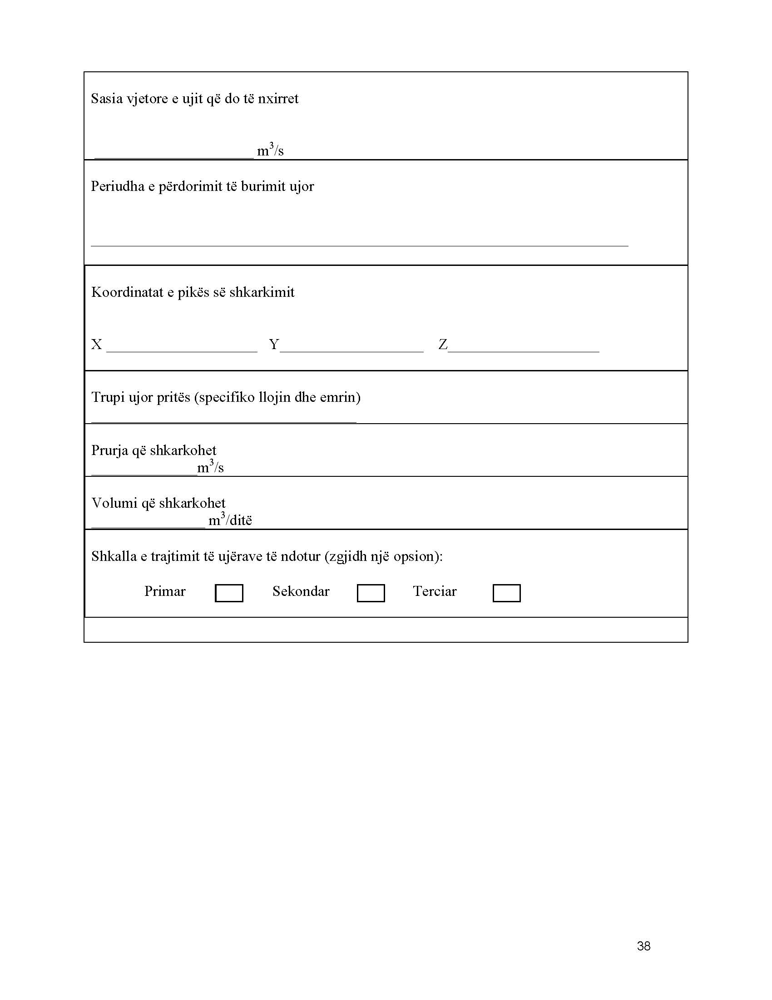 Sasia vjetore e ujit që do të nxirret
_____________________ m³/s
Periudha e përdorimit të burimit ujor
_______________________________________________________________________
Koordinatat e pikës së shkarkimit
X ____________________ Y___________________ Z____________________
Trupi ujor pritës (specifiko llojin dhe emrin)
___________________________________
Prurja që shkarkohet
______________m³/s
Volumi që shkarkohet
_______________ m³/ditë
Shkalla e trajtimit të ujërave të ndotur (zgjidh një opsion):
Primar Sekondar Terciar
38